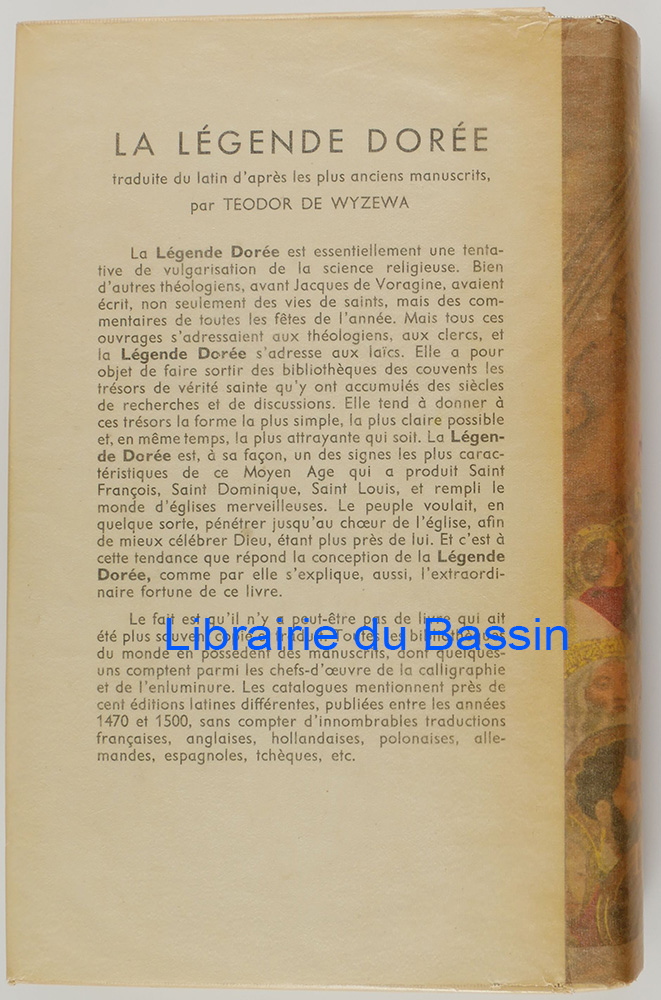 LA LÉGENDE DORÉE
traduite du latin d'après les plus anciens manuscrits,
par TEODOR DE WYZEWA
La Légende Dorée est essentiellement une tenta-
tive de vulgarisation de la science religieuse. Bien
d'autres théologiens, avant Jacques de Voragine, avaient
écrit, non seulement des vies de saints, mais des com-
mentaires de toutes les fêtes de l'année. Mais tous ces
ouvrages s'adressaient aux théologiens, aux clercs, et
la Légende Dorée s'adresse aux laïcs. Elle a pour
objet de faire sortir des bibliothèques des couvents les
trésors de vérité sainte qu'y ont accumulés des siècles
de recherches et de discussions. Elle tend à donner à
ces trésors la forme la plus simple, la plus claire possible
et, en même temps, la plus attrayante qui soit. La Légen-
de Dorée est, à sa façon, un des signes les plus carac-
téristiques de ce Moyen Age qui a produit Saint
François, Saint Dominique, Saint Louis, et rempli le
monde d'églises merveilleuses. Le peuple voulait, en
quelque sorte, pénétrer jusqu'au chœur de l'église, afin
de mieux célébrer Dieu, étant plus près de lui. Et c'est à
cette tendance que répond la conception de la Légende
Dorée, comme par elle s'explique, aussi, l'extraordi-
naire fortune de ce livre.
Le fait est qu'il n'y a peut-être pas de livre qui ait
été plus souvent copié et traduit. Toutes les bibliothèques
du monde en possèdent des manuscrits, dont quelques-
uns comptent parmi les chefs-d'œuvre de la calligraphie
et de l'enluminure. Les catalogues mentionnent près de
cent éditions latines différentes, publiées entre les années
1470 et 1500, sans compter d'innombrables traductions
françaises, anglaises, hollandaises, polonaises, alle-
mandes, espagnoles, tchèques, etc.
Librairie du Bassin